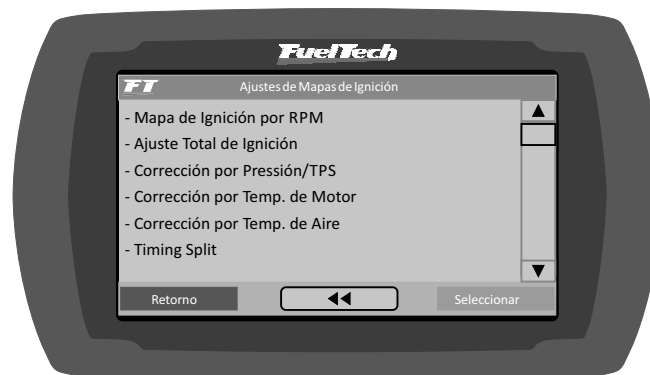 FuelTech
FT Ajustes de Mapas de Ignición
- Mapa de Ignición por RPM
- Ajuste Total de Ignición
- Corrección por Pressión/TPS
- Corrección por Temp. de Motor
- Corrección por Temp. de Aire
- Timing Split
Retorno Seleccionar